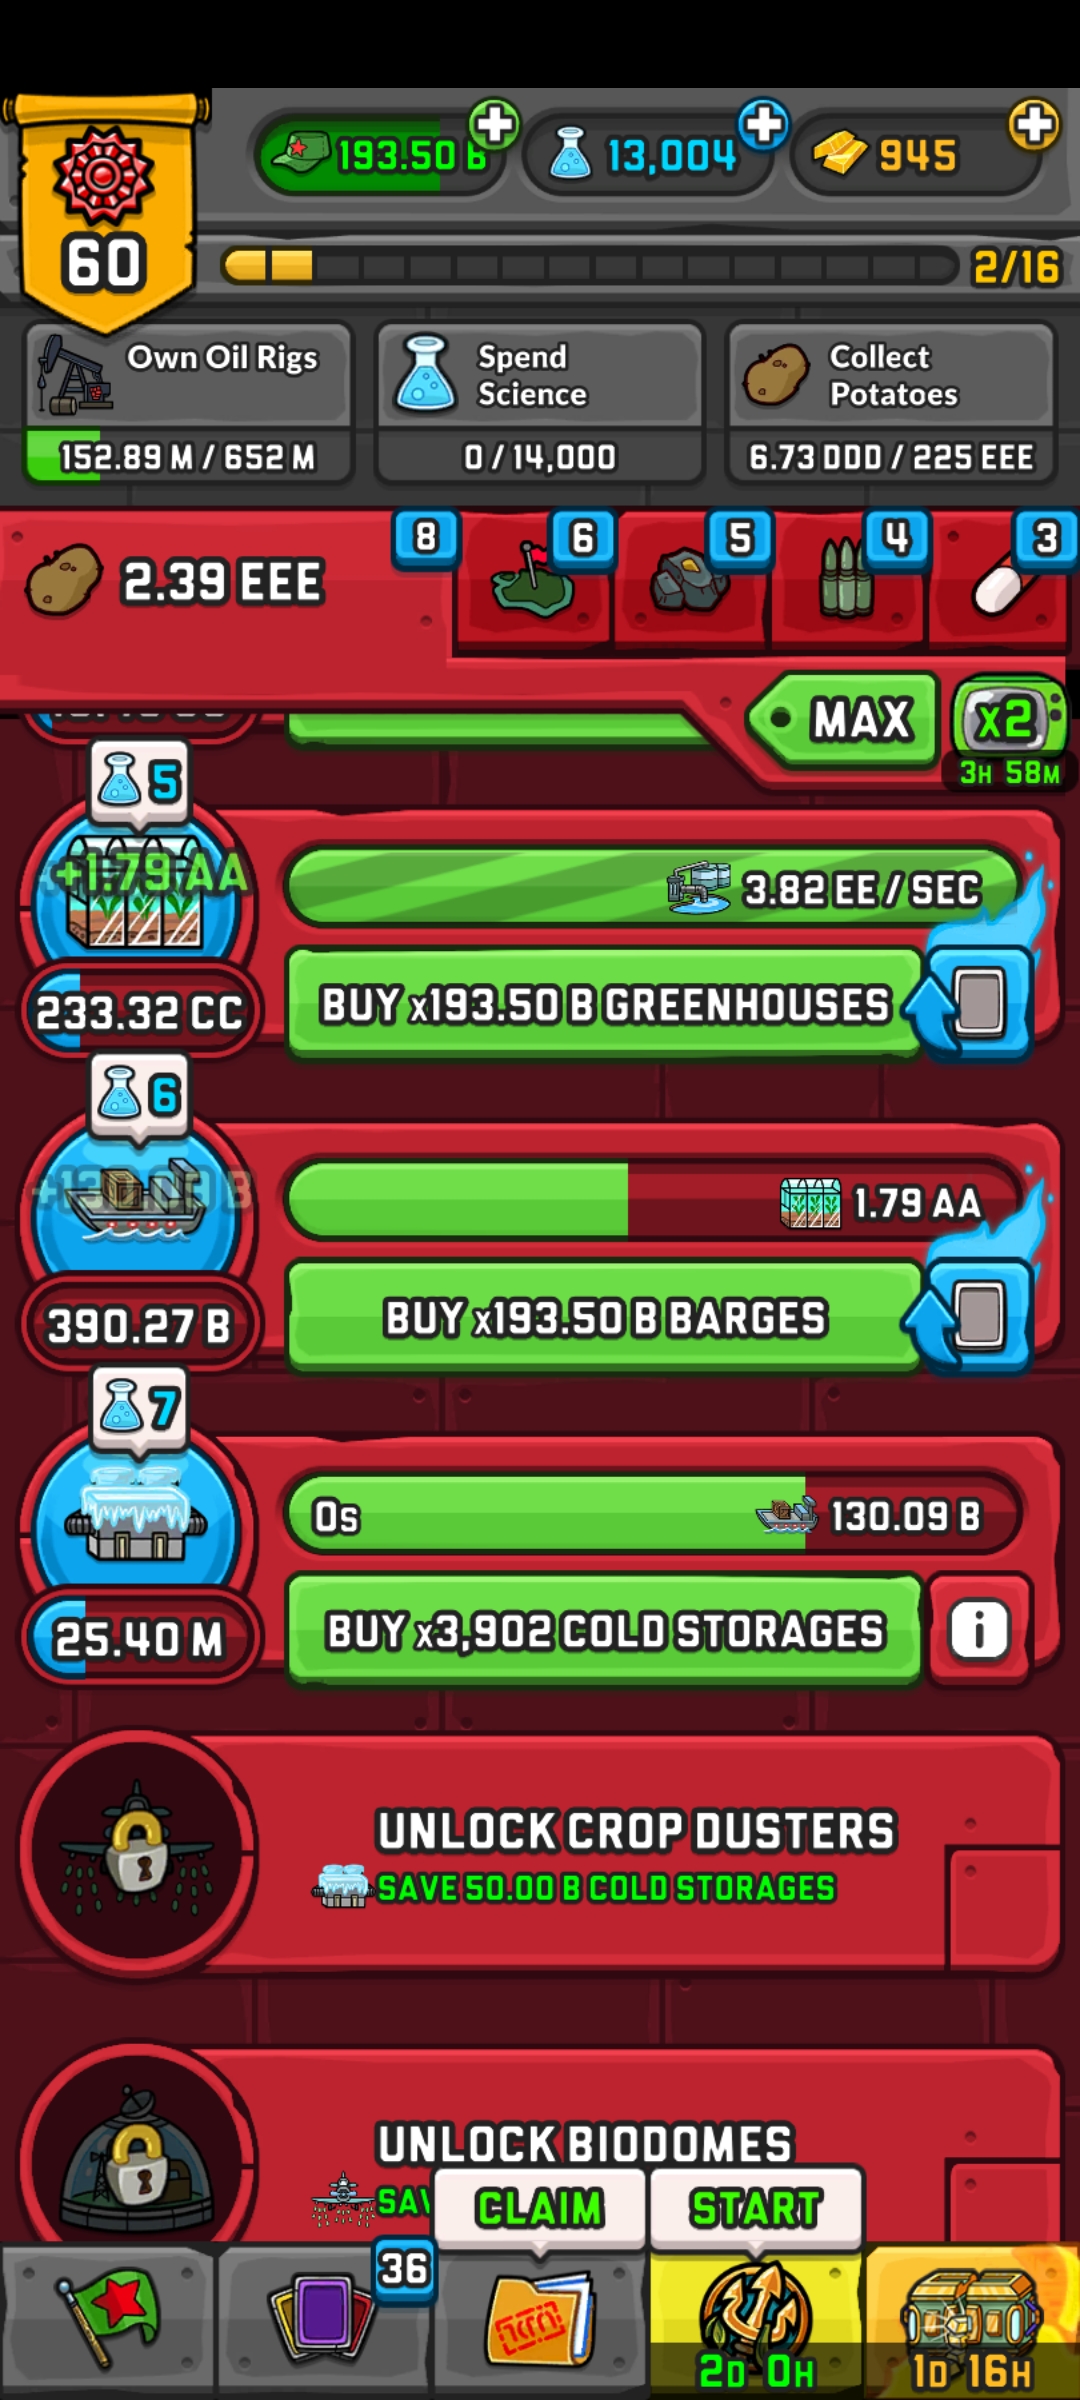 193.50 B
13,004
945
60
2/16
Own Oil Rigs
152.89 M / 652 M
Spend
Science
0 / 14,000
Collect
Potatoes
6.73 DDD / 225 EEE
2.39 EEE
8
6
5
4
3
MAX
x2
3H 58M
5
+1.79 AA
3.82 EE / SEC
233.32 CC
BUY x193.50 B GREENHOUSES
6
1.79 AA
390.27 B
BUY x193.50 B BARGES
7
0s
130.09 B
25.40 M
BUY x3,902 COLD STORAGES
i
UNLOCK CROP DUSTERS
SAVE 50.00 B COLD STORAGES
UNLOCK BIODOMES
CLAIM
START
36
2D 0H
1D 16H